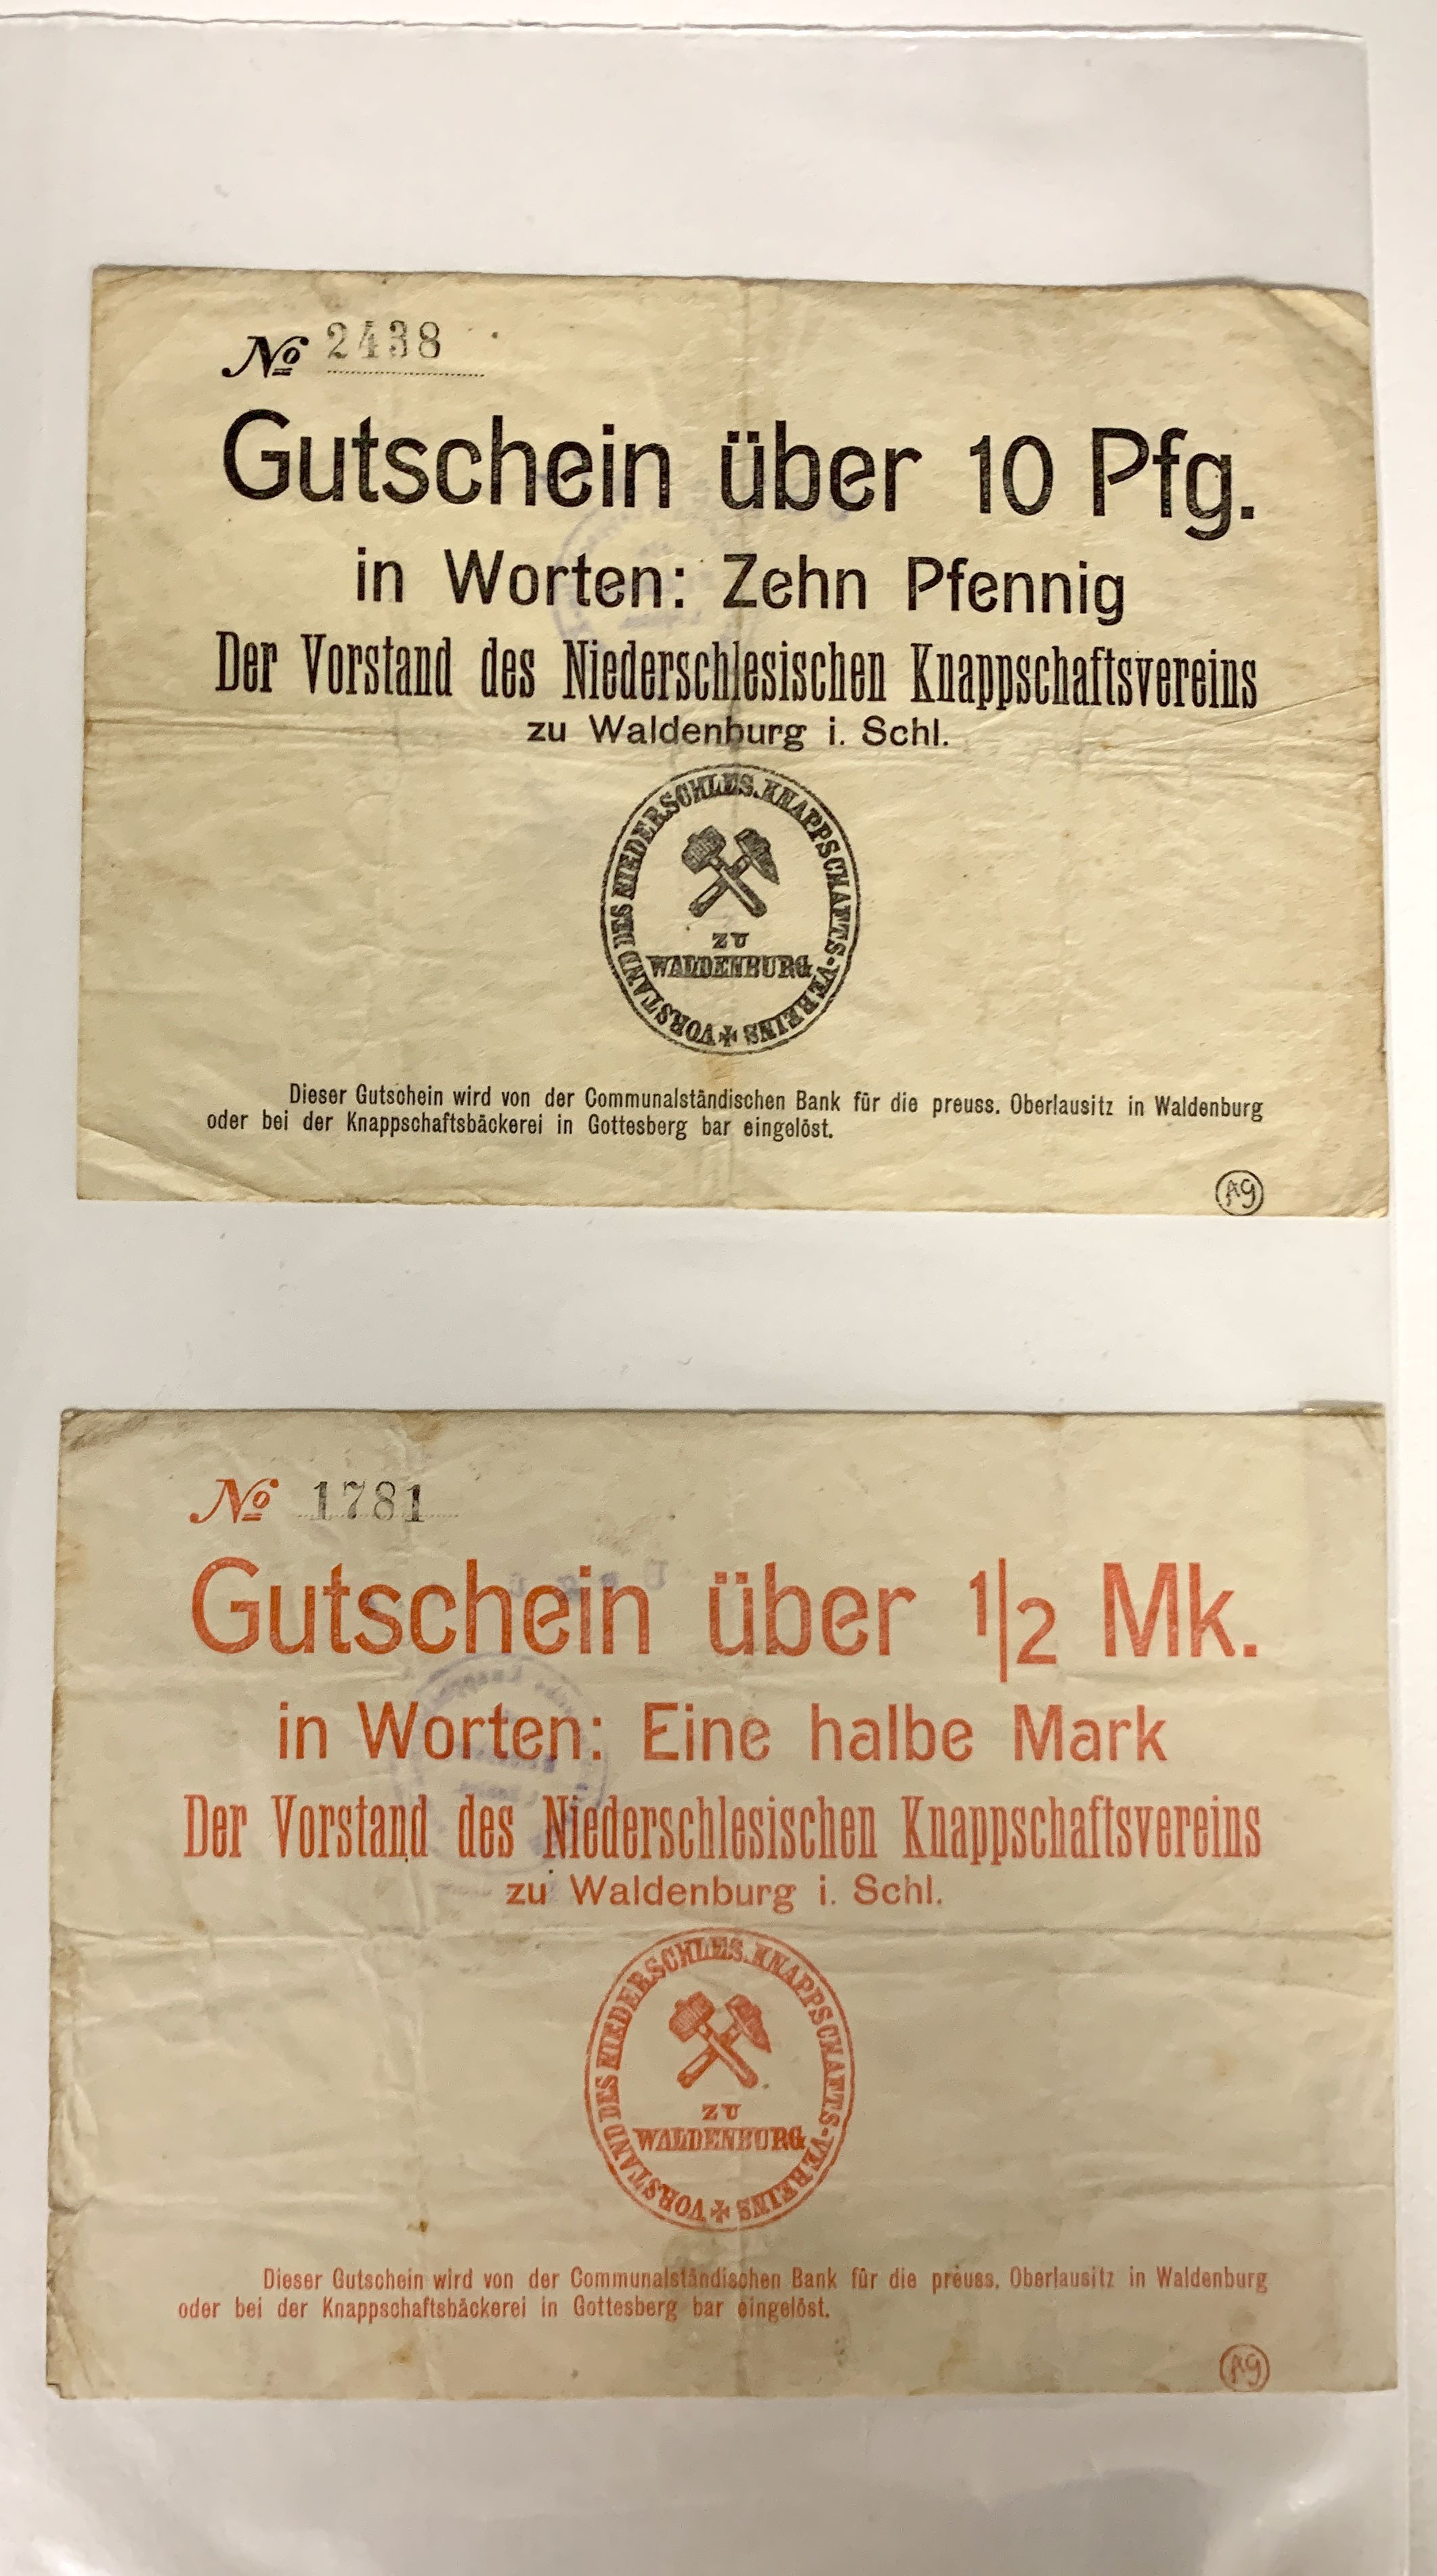 № 2438
Gutschein über 10 Pfg.
in Worten: Zehn Pfennig
Der Vorstand des Niederschlesischen Knappschaftsvereins
zu Waldenburg i. Schl.
VORSTAND DES NIEDERSCHLES. KNAPPSCHAFTS-VEREINS
ZU
WALDENBURG
Dieser Gutschein wird von der Communalständischen Bank für die preuss. Oberlausitz in Waldenburg
oder bei der Knappschaftsbäckerei in Gottesberg bar eingelöst.
AG
№ 1781
Gutschein über 1/2 Mk.
in Worten: Eine halbe Mark
Der Vorstand des Niederschlesischen Knappschaftsvereins
zu Waldenburg i. Schl.
VORSTAND DES NIEDERSCHLES. KNAPPSCHAFTS-VEREINS
ZU
WALDENBURG
Dieser Gutschein wird von der Communalständischen Bank für die preuss. Oberlausitz in Waldenburg
oder bei der Knappschaftsbäckerei in Gottesberg bar eingelöst.
AG